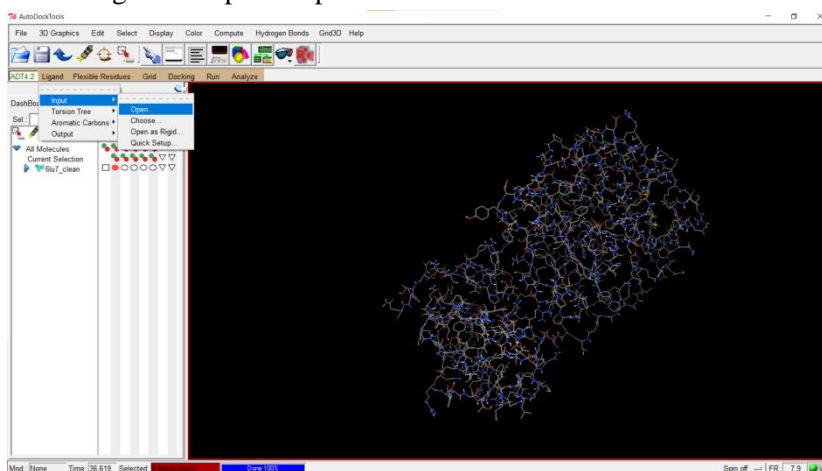 AutoDockTools
File 3D Graphics Edit Select Display Color Compute Hydrogen Bonds Grid3D Help
ADT4.2 Ligand Flexible Residues Grid Docking Run Analyze
Input
Torsion Tree
Aromatic Carbons
Output
Open...
Choose...
Open as Rigid...
Quick Setup...
Sel.:
All Molecules
Current Selection
6lu7_clean
Mod.: None Time: 36.619 Selected: Done 100% Spin off FR: 7.9